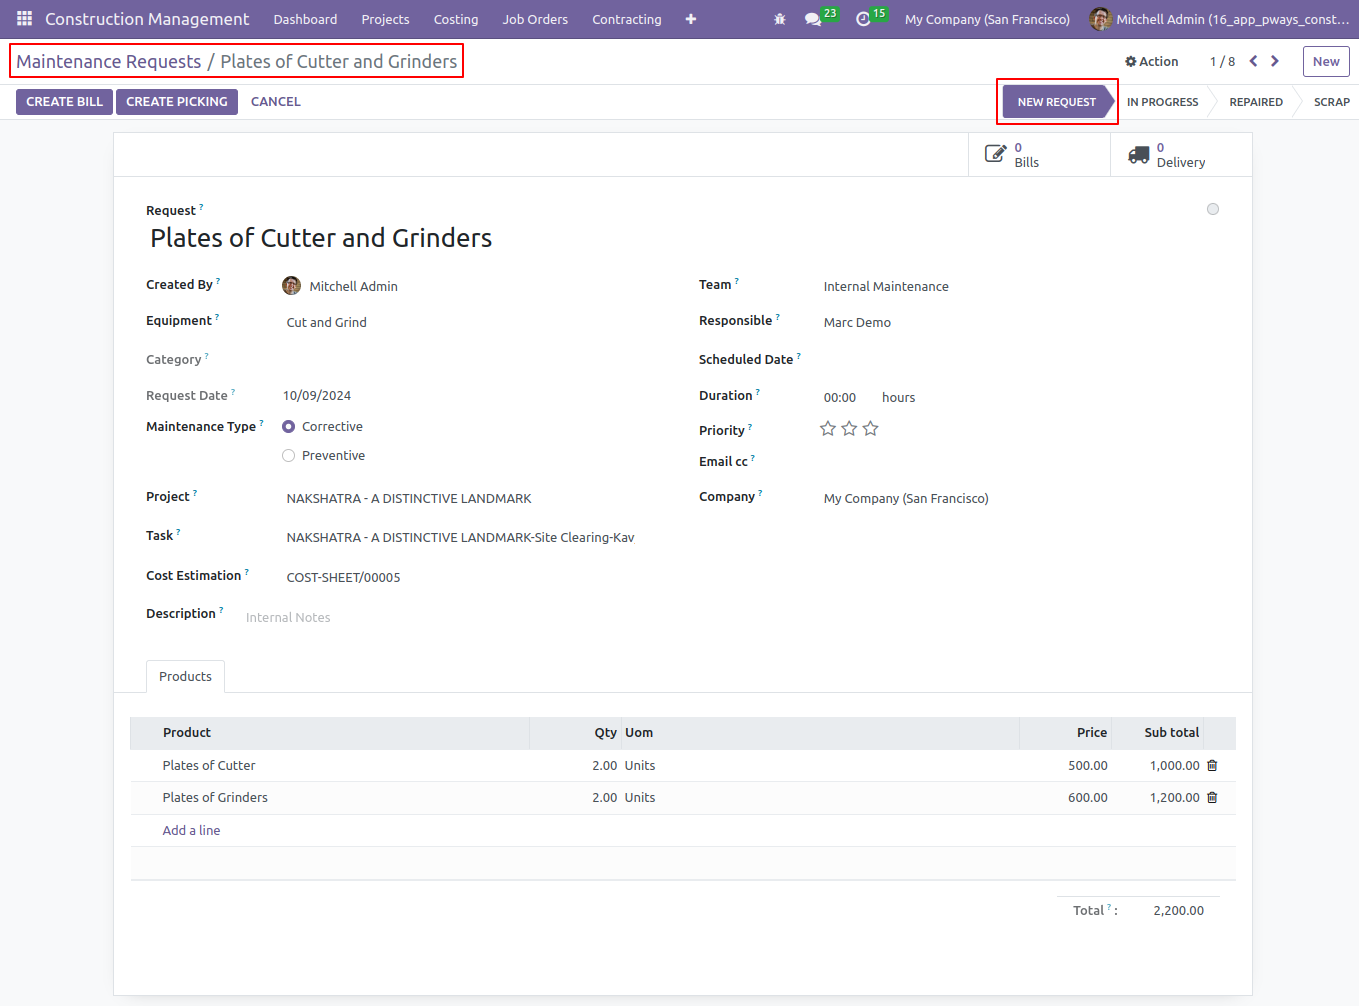 Construction Management Dashboard Projects Costing Job Orders Contracting 23 15 My Company (San Francisco) Mitchell Admin (16_app_pways_const...
Maintenance Requests / Plates of Cutter and Grinders Action 1 / 8 New
CREATE BILL CREATE PICKING CANCEL NEW REQUEST IN PROGRESS REPAIRED SCRAP
0 Bills 0 Delivery
Request ?
Plates of Cutter and Grinders
Created By ? Mitchell Admin Team ? Internal Maintenance
Equipment ? Cut and Grind Responsible ? Marc Demo
Category ? Scheduled Date ?
Request Date ? 10/09/2024 Duration ? 00:00 hours
Maintenance Type ? Corrective Priority ?
Preventive Email cc ?
Project ? NAKSHATRA - A DISTINCTIVE LANDMARK Company ? My Company (San Francisco)
Task ? NAKSHATRA - A DISTINCTIVE LANDMARK-Site Clearing-Kav
Cost Estimation ? COST-SHEET/00005
Description ? Internal Notes
Products
Product Qty Uom Price Sub total
Plates of Cutter 2.00 Units 500.00 1,000.00
Plates of Grinders 2.00 Units 600.00 1,200.00
Add a line
Total ? : 2,200.00